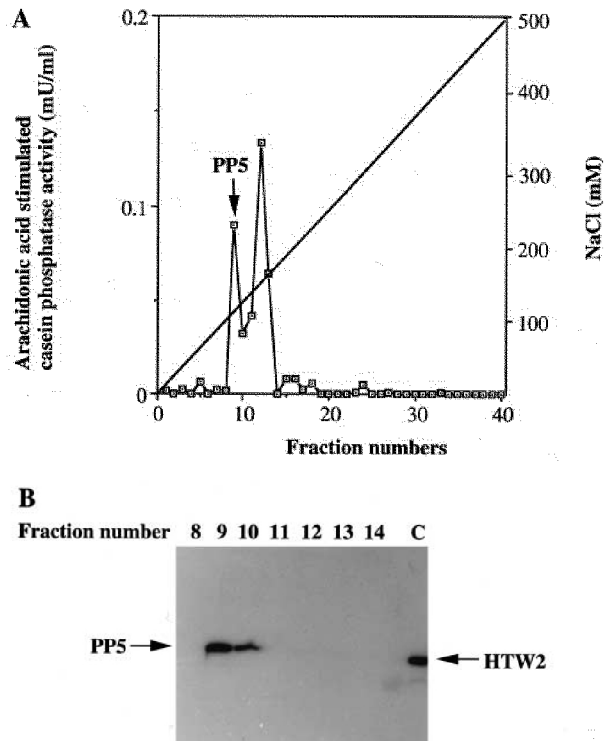 A
Arachidonic acid stimulated
casein phosphatase activity (mU/ml)
0.2
0.1
0
PP5
500
400
300
200
100
NaCl (mM)
0 10 20 30 40
Fraction numbers
B
Fraction number 8 9 10 11 12 13 14 C
PP5
HTW2